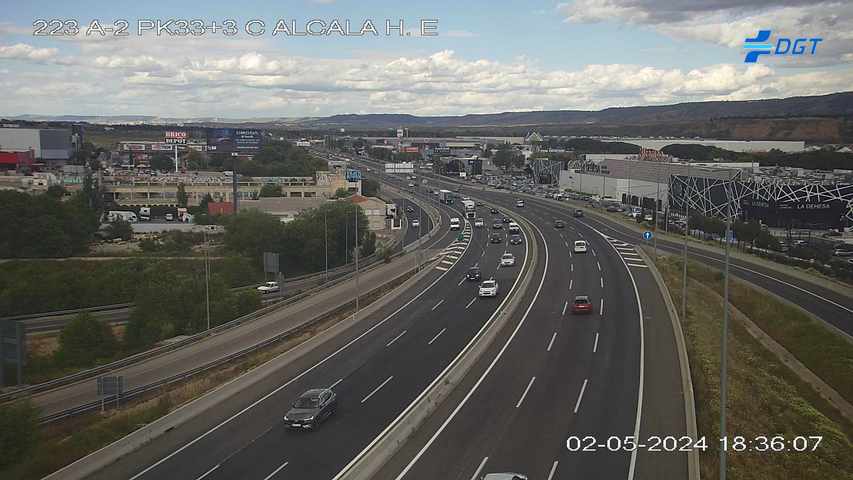 223 A-2 PK33+3 C ALCALA H. E
DGT
BRICO
DEPOT
LA DEHESA
02-05-2024 18:36:07